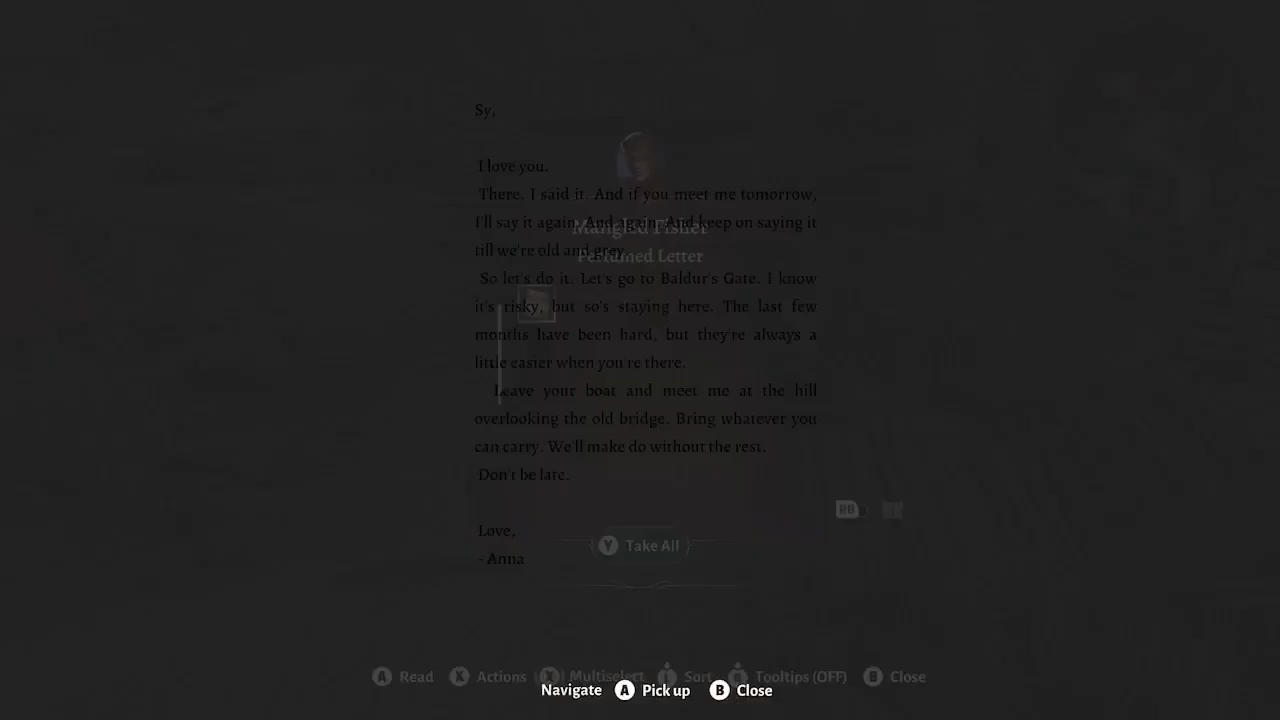 Sy,
I love you.
There. I said it. And if you meet me tomorrow,
I'll say it again. And again. And keep on saying it
Mangled Fisher
till we're old and grey.
Perfumed Letter
So let's do it. Let's go to Baldur's Gate. I know
it's risky, but so's staying here. The last few
months have been hard, but they're always a
little easier when you're there.
Leave your boat and meet me at the hill
overlooking the old bridge. Bring whatever you
can carry. We'll make do without the rest.
Don't be late.
RB
Love,
Y Take All
- Anna
A Read X Actions Multiselect L Sort Tooltips (OFF) B Close
Navigate A Pick up B Close